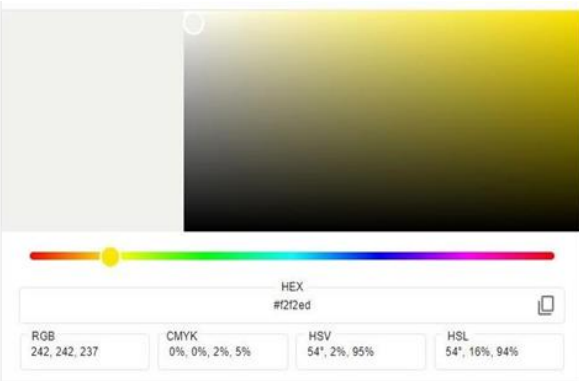 HEX
#f2f2ed
RGB
242, 242, 237
CMYK
0%, 0%, 2%, 5%
HSV
54°, 2%, 95%
HSL
54°, 16%, 94%